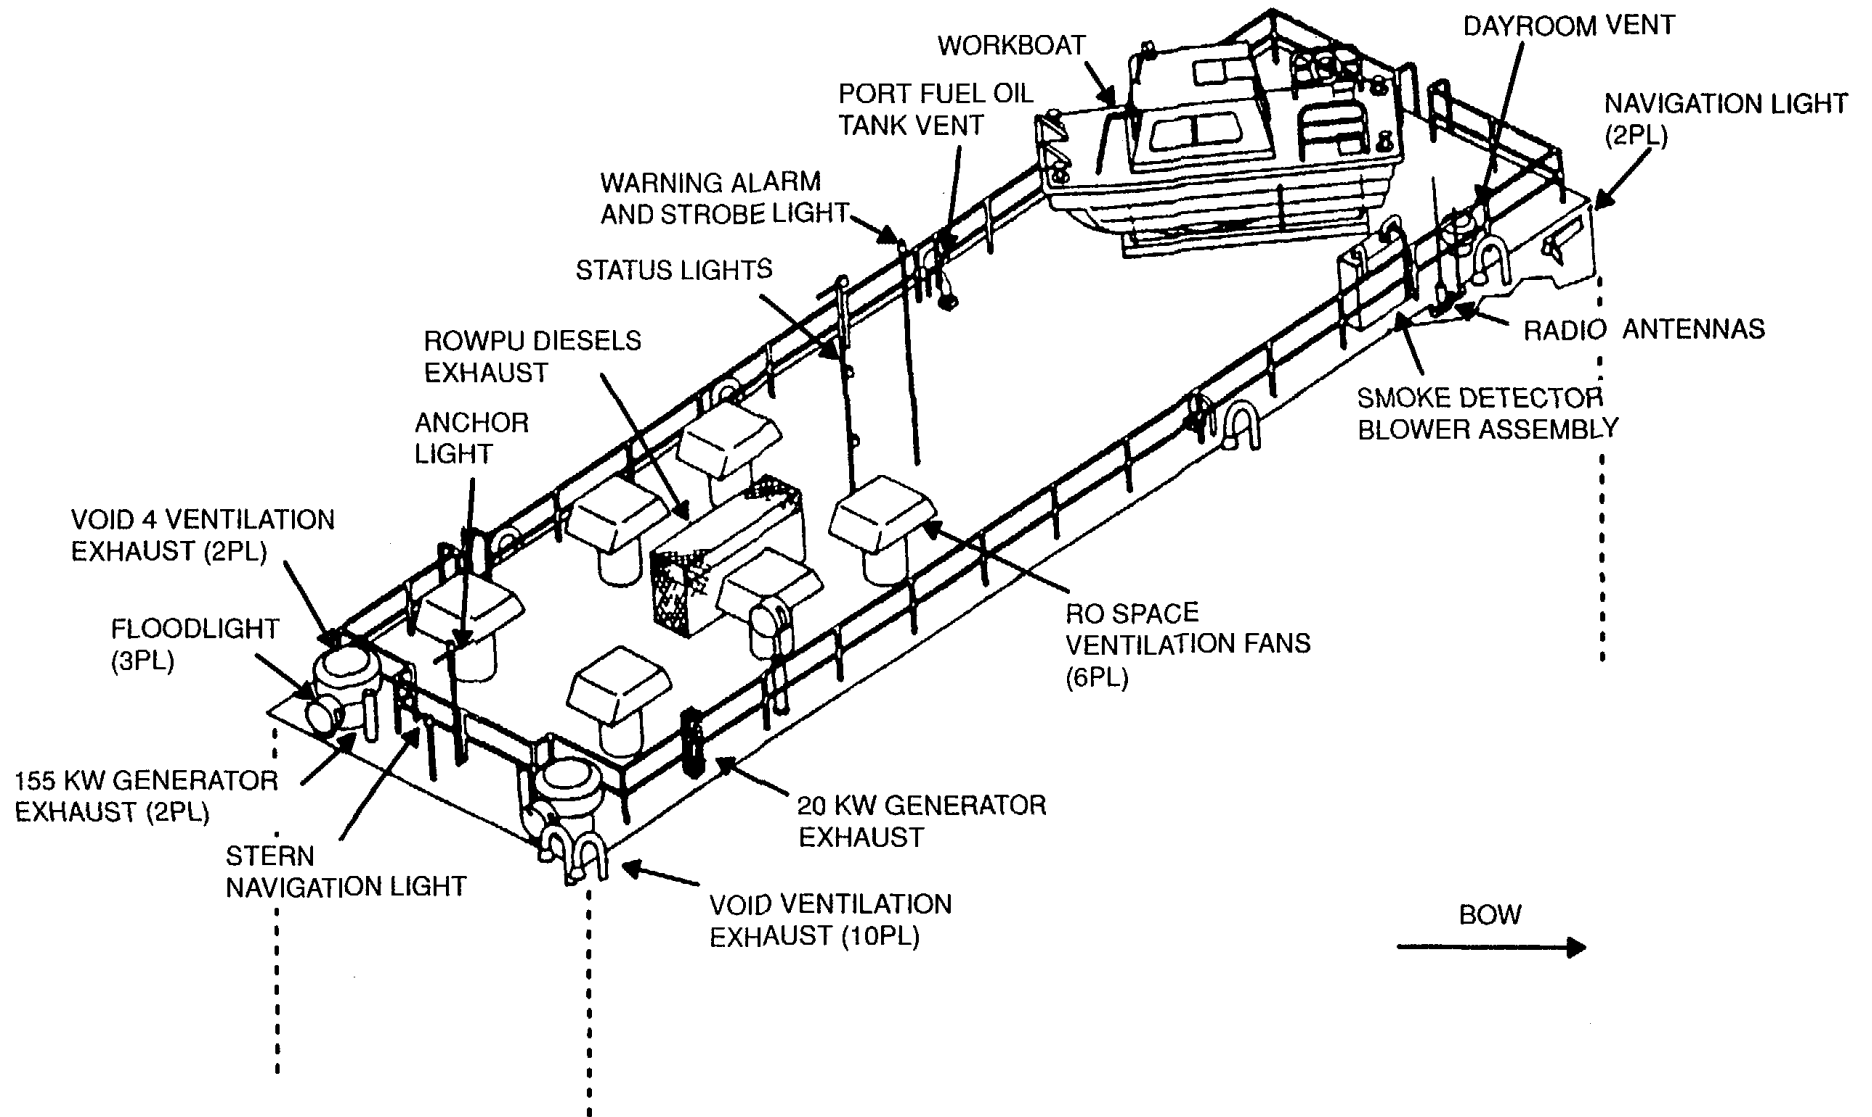 WORKBOAT
DAYROOM VENT
PORT FUEL OIL
TANK VENT
NAVIGATION LIGHT
(2PL)
WARNING ALARM
AND STROBE LIGHT
STATUS LIGHTS
ROWPU DIESELS
EXHAUST
RADIO ANTENNAS
ANCHOR
LIGHT
SMOKE DETECTOR
BLOWER ASSEMBLY
VOID 4 VENTILATION
EXHAUST (2PL)
FLOODLIGHT
(3PL)
RO SPACE
VENTILATION FANS
(6PL)
155 KW GENERATOR
EXHAUST (2PL)
20 KW GENERATOR
EXHAUST
STERN
NAVIGATION LIGHT
VOID VENTILATION
EXHAUST (10PL)
BOW